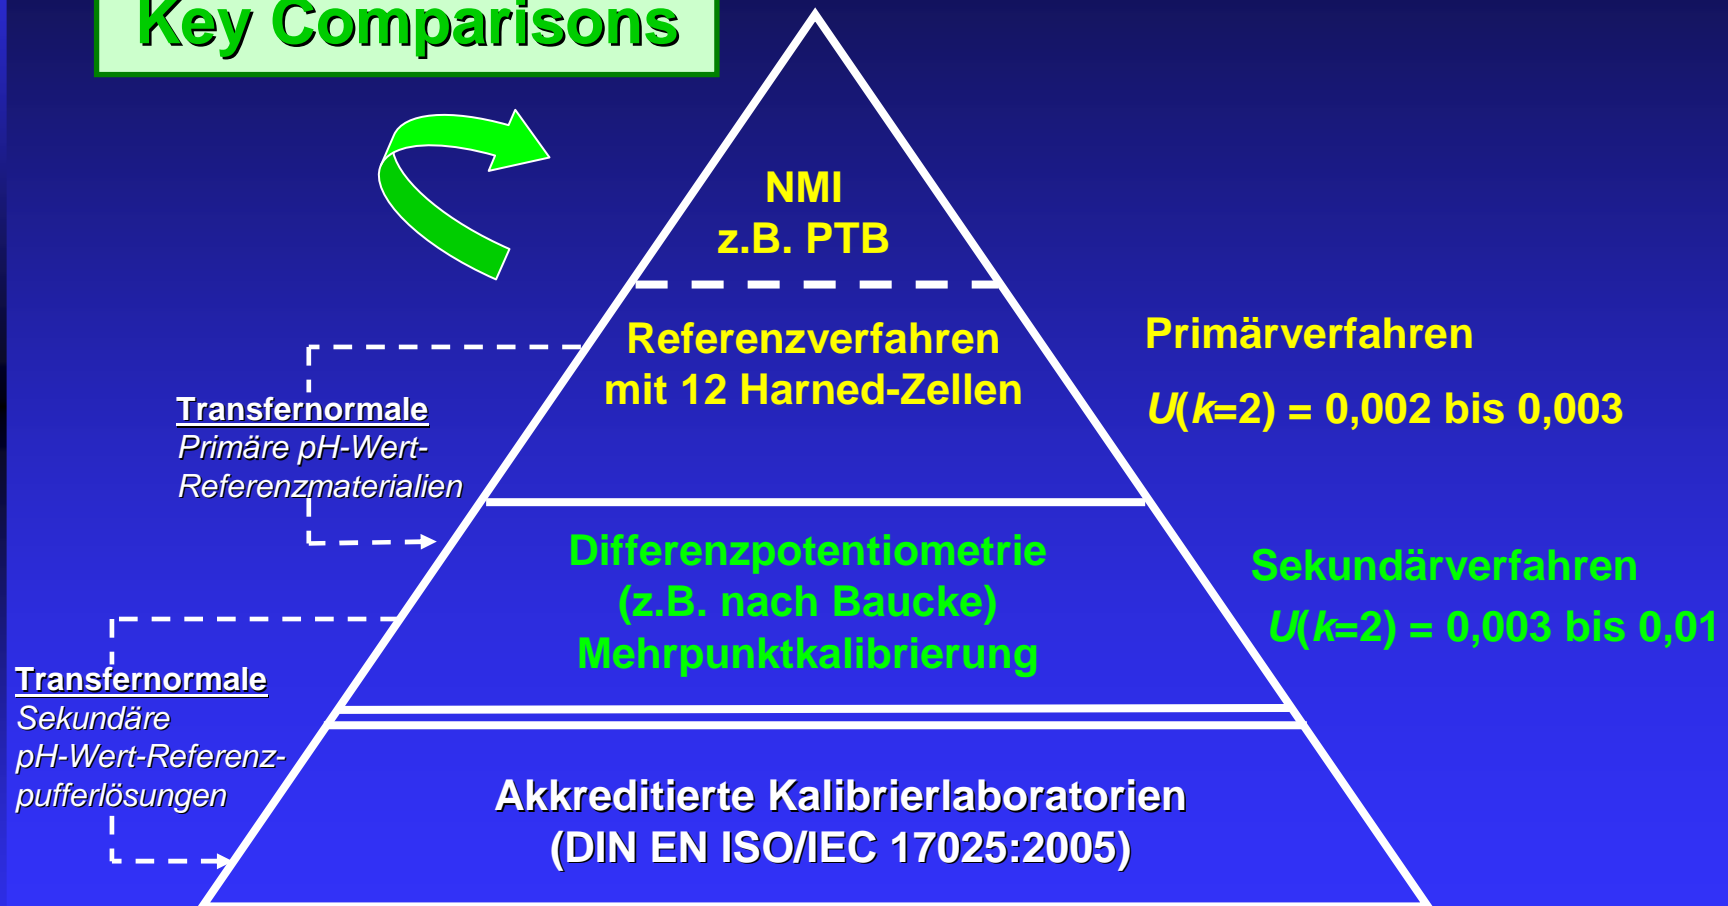 Key Comparisons
NMI
z.B. PTB
Referenzverfahren
mit 12 Harned-Zellen
Primärverfahren
U(k=2) = 0,002 bis 0,003
Transfernormale
Primäre pH-Wert-
Referenzmaterialien
Differenzpotentiometrie
(z.B. nach Baucke)
Mehrpunktkalibrierung
Sekundärverfahren
U(k=2) = 0,003 bis 0,01
Transfernormale
Sekundäre
pH-Wert-Referenz-
pufferlösungen
Akkreditierte Kalibrierlaboratorien
(DIN EN ISO/IEC 17025:2005)